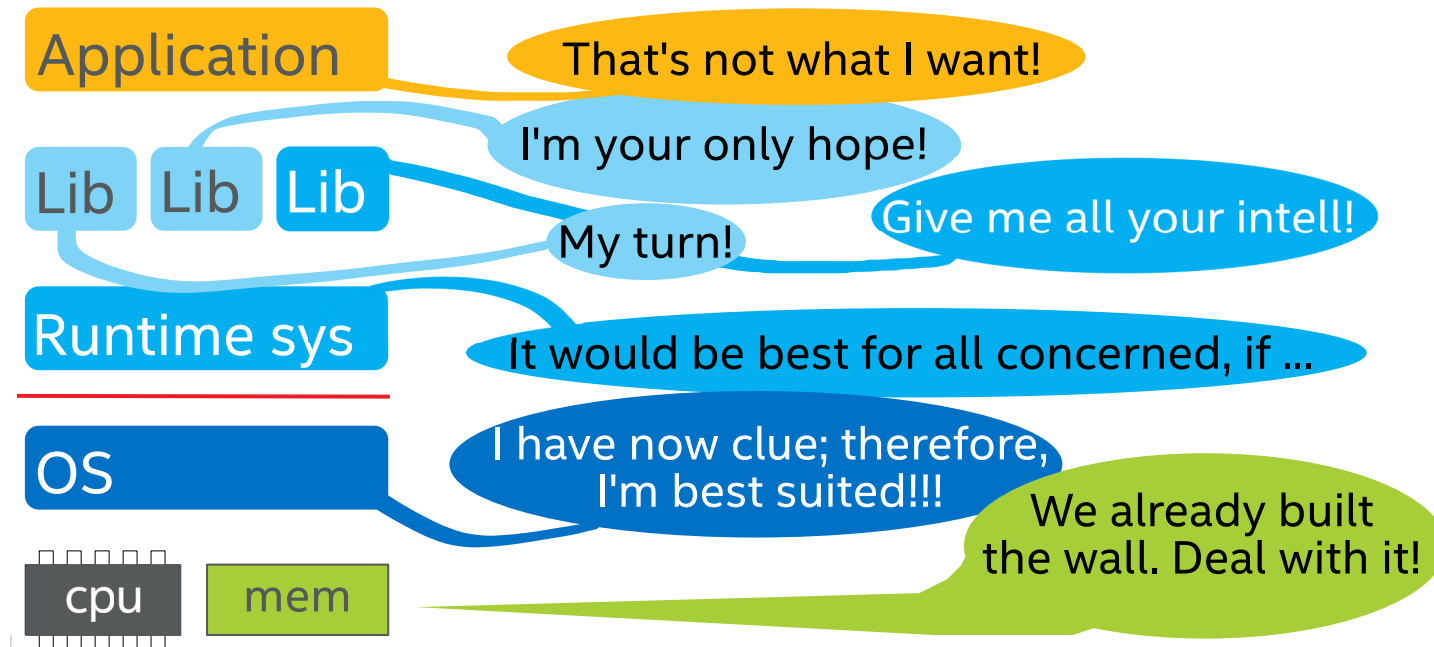 Application
That's not what I want!
I'm your only hope!
Lib
Lib
Lib
Give me all your intell!
My turn!
Runtime sys
It would be best for all concerned, if ...
OS
I have now clue; therefore,
I'm best suited!!!
We already built
the wall. Deal with it!
cpu
mem